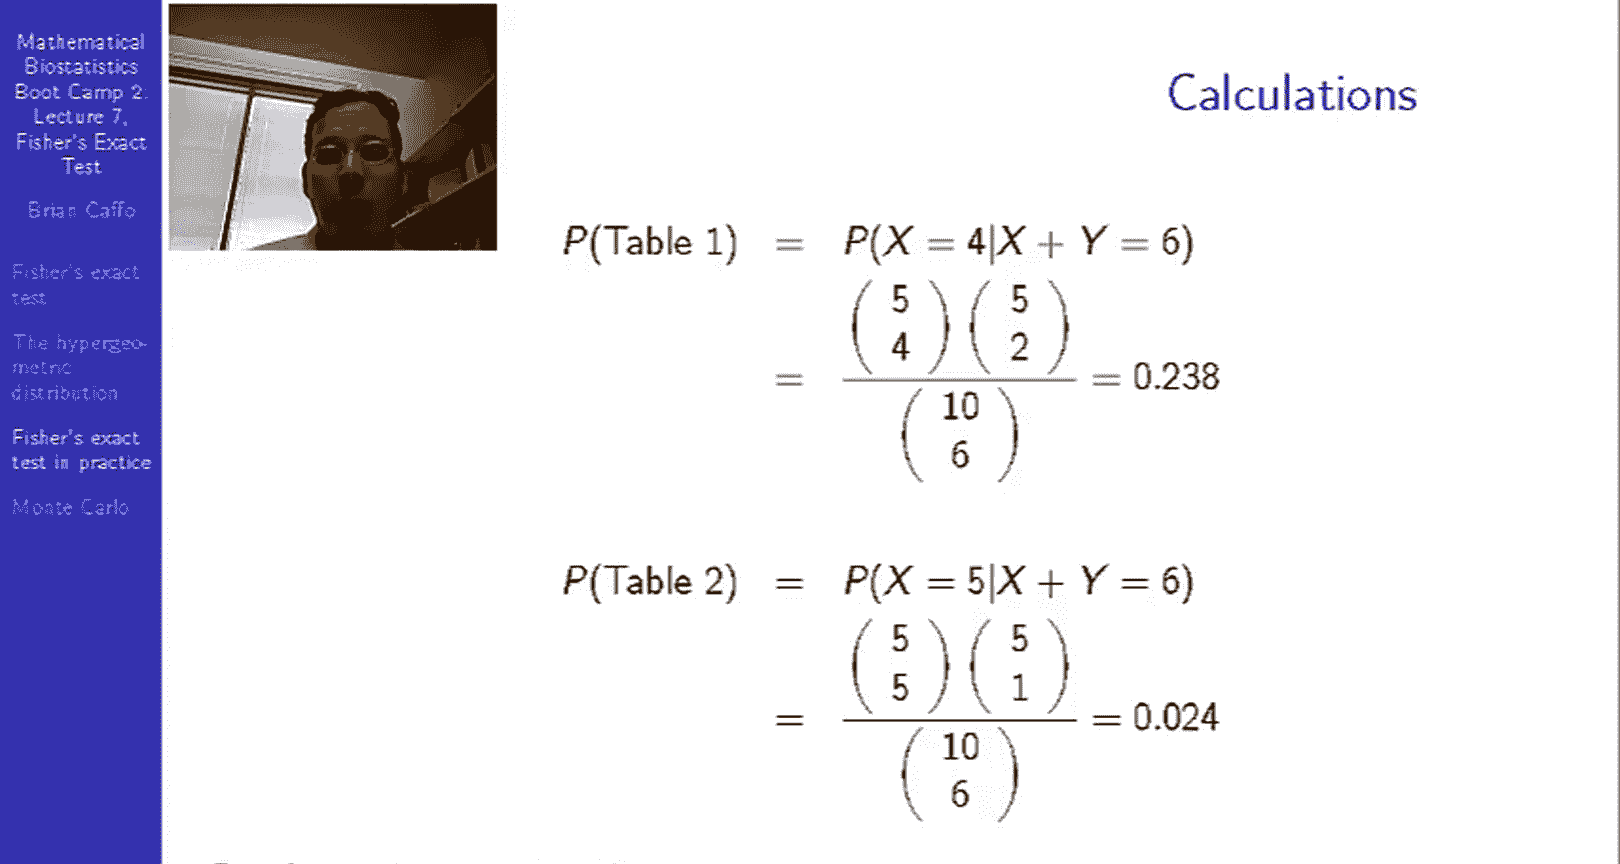 Mathematical
Biostatistics
Boot Camp 2:
Lecture 7,
Fisher's Exact
Test
Brian Caffo
Fisher's exact
test
The hypergeo-
metric
distribution
Fisher's exact
test in practice
Monte Carlo
Calculations
P(Table 1) = P(X = 4|X + Y = 6)
= ( 5 4 ) ( 5 2 ) / ( 10 6 ) = 0.238
P(Table 2) = P(X = 5|X + Y = 6)
= ( 5 5 ) ( 5 1 ) / ( 10 6 ) = 0.024